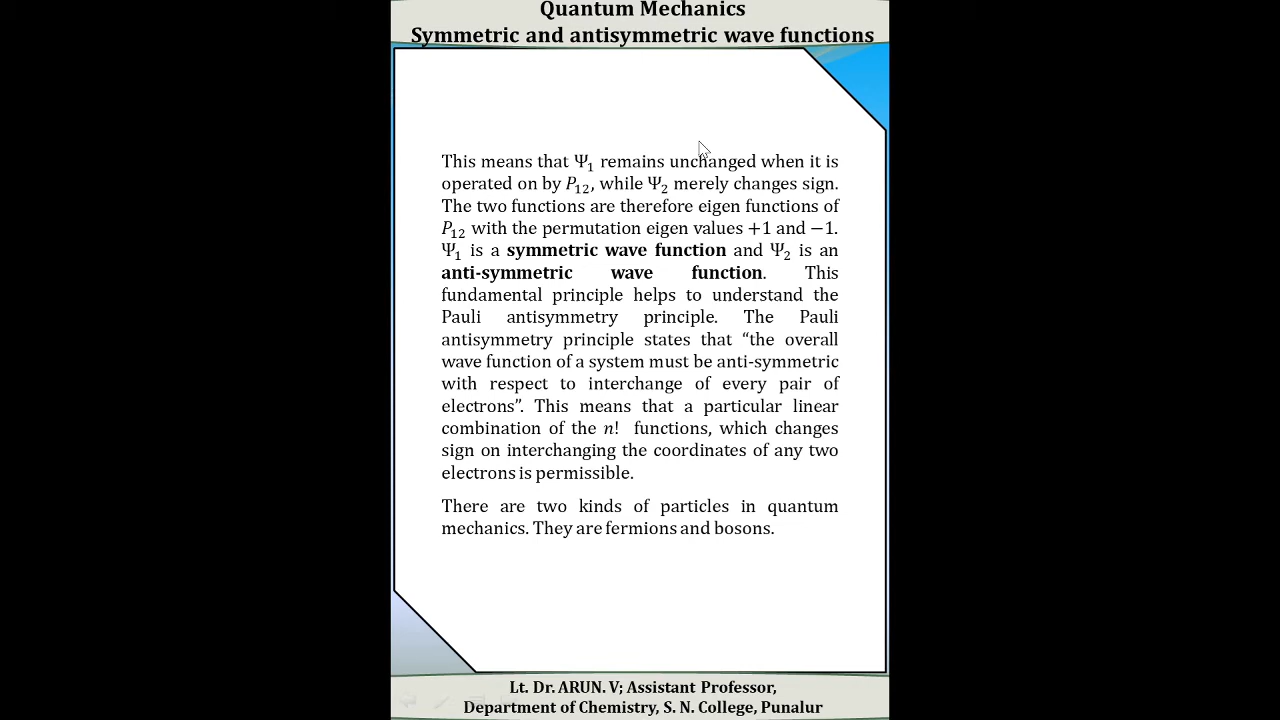 Quantum Mechanics
Symmetric and antisymmetric wave functions
This means that Ψ₁ remains unchanged when it is
operated on by P₁₂, while Ψ₂ merely changes sign.
The two functions are therefore eigen functions of
P₁₂ with the permutation eigen values +1 and −1.
Ψ₁ is a symmetric wave function and Ψ₂ is an
anti-symmetric wave function. This
fundamental principle helps to understand the
Pauli antisymmetry principle. The Pauli
antisymmetry principle states that “the overall
wave function of a system must be anti-symmetric
with respect to interchange of every pair of
electrons”. This means that a particular linear
combination of the n! functions, which changes
sign on interchanging the coordinates of any two
electrons is permissible.
There are two kinds of particles in quantum
mechanics. They are fermions and bosons.
Lt. Dr. ARUN. V; Assistant Professor,
Department of Chemistry, S. N. College, Punalur